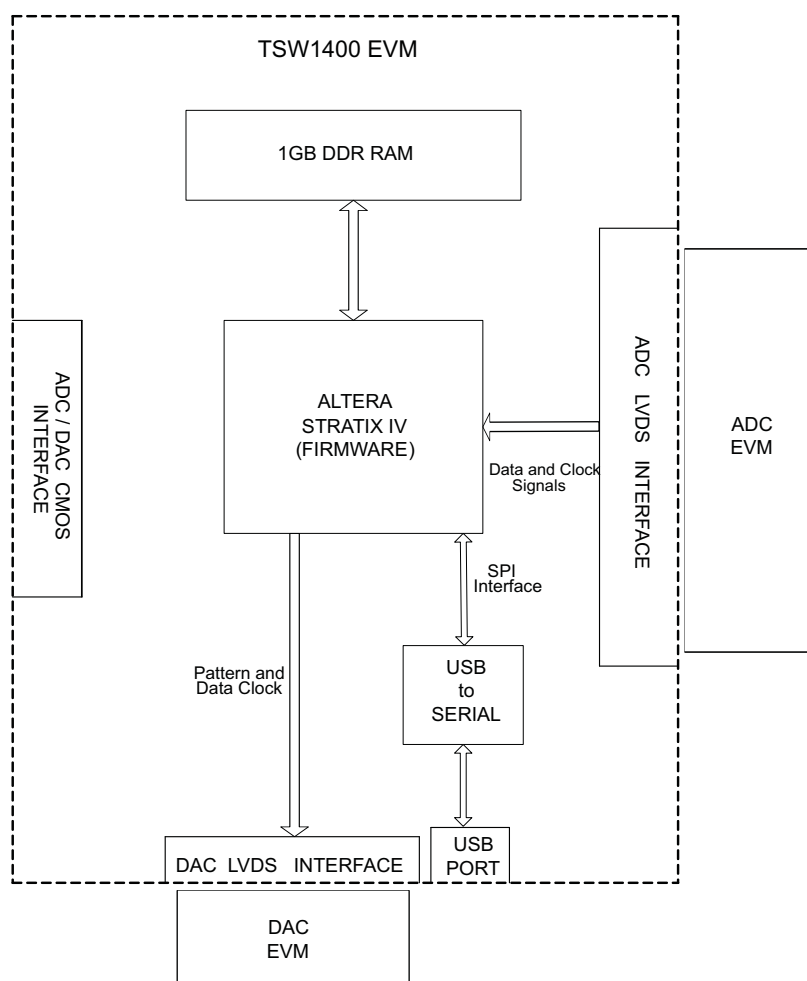 TSW1400 EVM
1GB DDR RAM
ADC / DAC CMOS
INTERFACE
ALTERA
STRATIX IV
(FIRMWARE)
Data and Clock
Signals
ADC LVDS INTERFACE
ADC
EVM
SPI
Interface
Pattern and
Data Clock
USB
to
SERIAL
DAC LVDS INTERFACE
USB
PORT
DAC
EVM